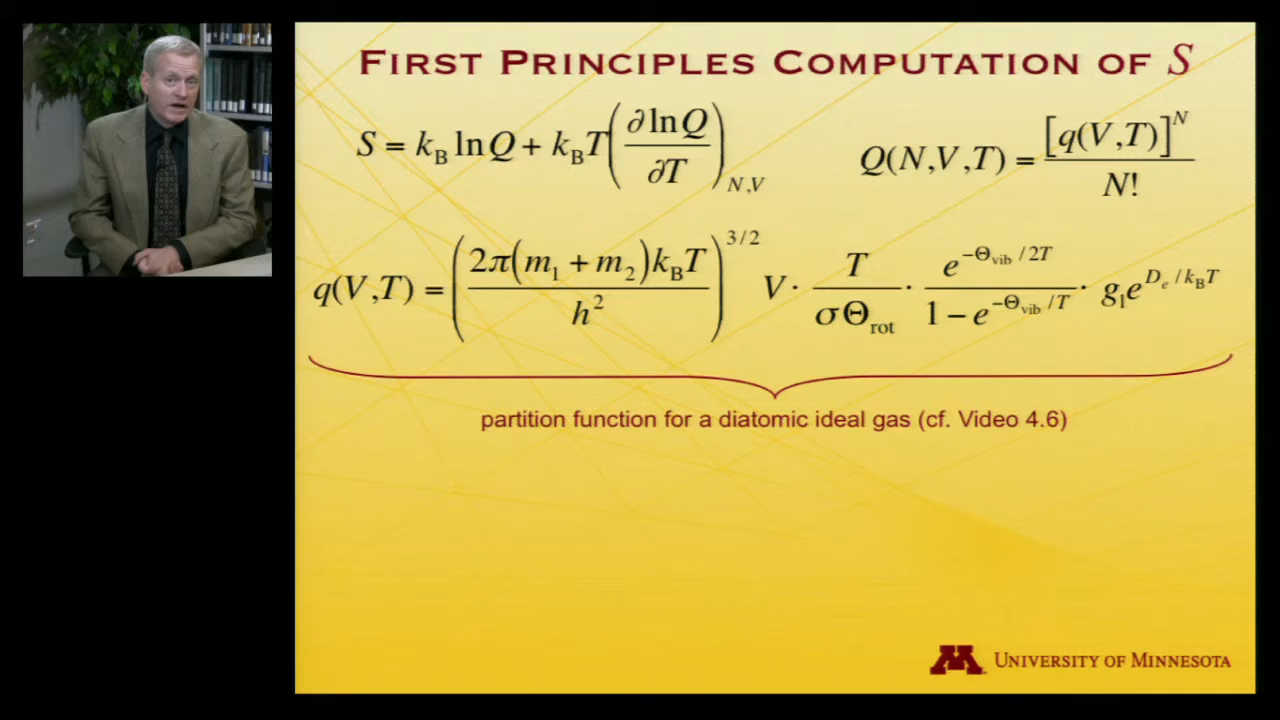 FIRST PRINCIPLES COMPUTATION OF S
S = k_B ln Q + k_B T (∂ ln Q / ∂T)_{N,V}    Q(N,V,T) = [q(V,T)]^N / N!
q(V,T) = (2π(m_1 + m_2)k_B T / h^2)^{3/2} V · T / σΘ_rot · e^{−Θ_vib / 2T} / (1 − e^{−Θ_vib / T}) · g_1 e^{D_e / k_B T}
partition function for a diatomic ideal gas (cf. Video 4.6)
M UNIVERSITY OF MINNESOTA